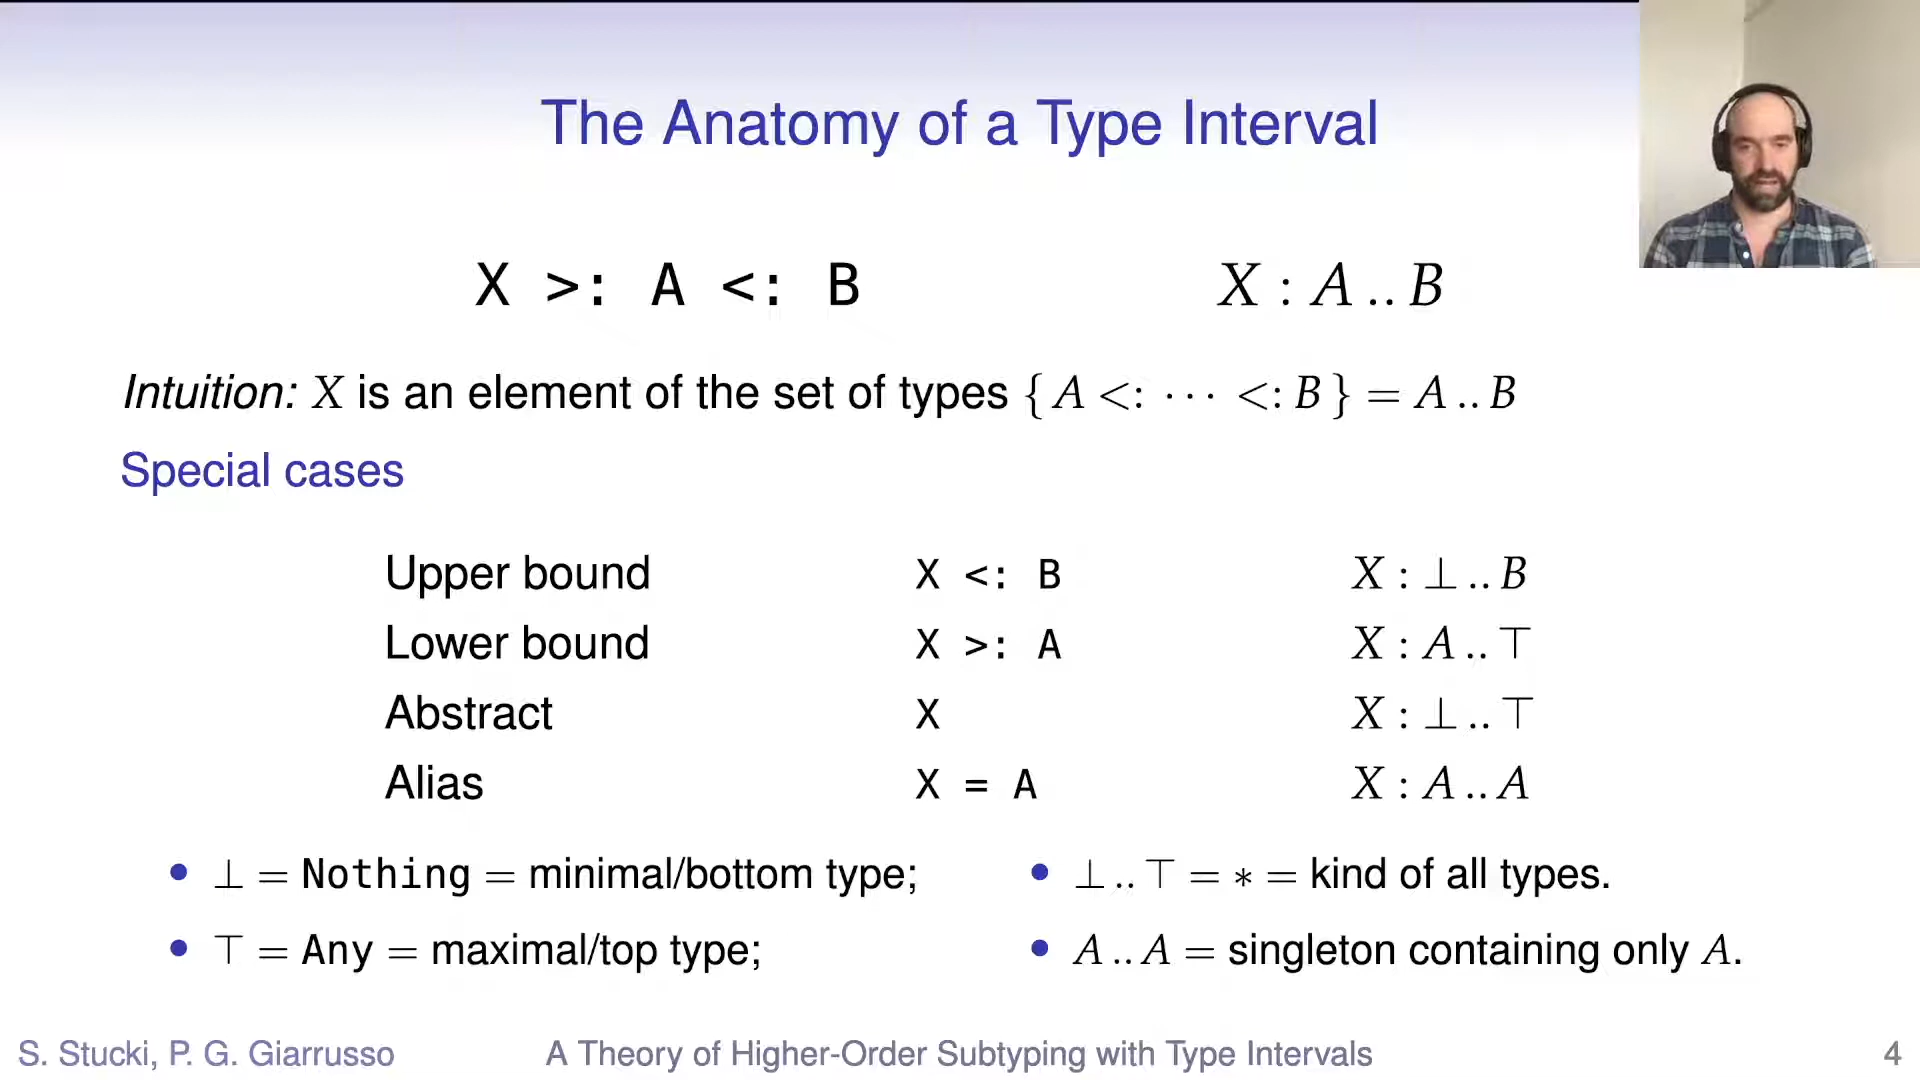 The Anatomy of a Type Interval
X >: A <: B X : A .. B
Intuition: X is an element of the set of types { A <: ··· <: B } = A .. B
Special cases
Upper bound X <: B X : ⊥ .. B
Lower bound X >: A X : A .. ⊤
Abstract X X : ⊥ .. ⊤
Alias X = A X : A .. A
• ⊥ = Nothing = minimal/bottom type; • ⊥ .. ⊤ = ∗ = kind of all types.
• ⊤ = Any = maximal/top type; • A .. A = singleton containing only A.
S. Stucki, P. G. Giarrusso A Theory of Higher-Order Subtyping with Type Intervals 4